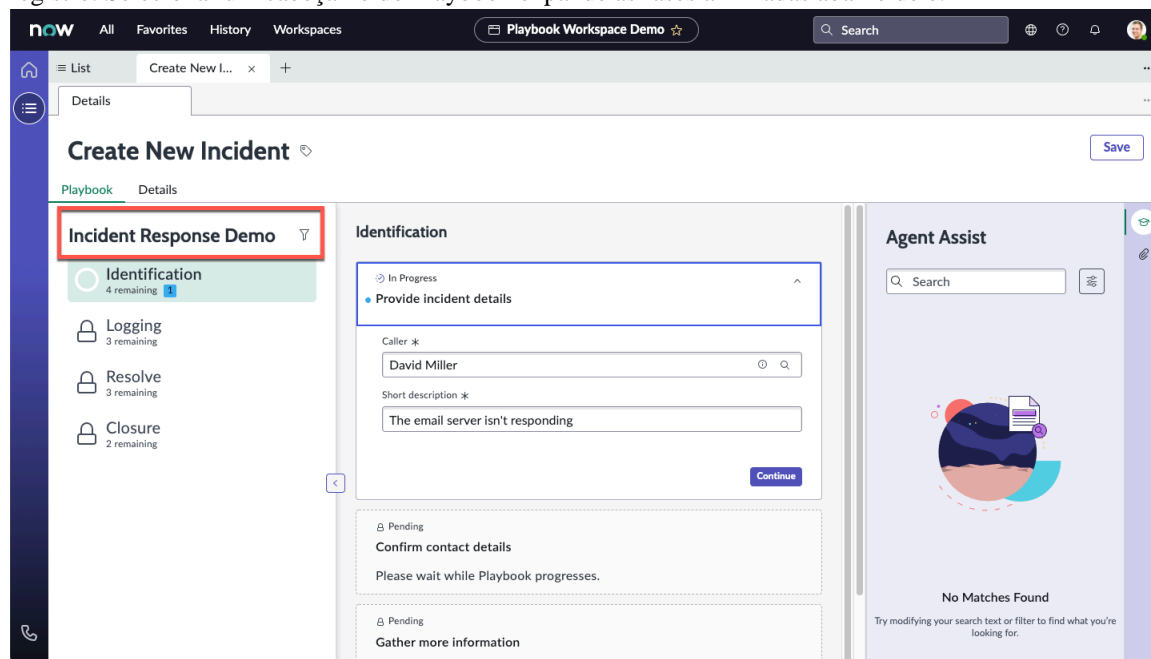 now All Favorites History Workspaces Playbook Workspace Demo Search
List Create New I... × +
Details
Create New Incident Save
Playbook Details
Incident Response Demo
Identification
4 remaining 1
Logging
3 remaining
Resolve
3 remaining
Closure
2 remaining
Identification
In Progress
Provide incident details
Caler *
David Miller
Short description *
The email server isn't responding
Continue
Pending
Confirm contact details
Please wait while Playbook progresses.
Pending
Gather more information
Agent Assist
Search
No Matches Found
Try modifying your search text or filter to find what you're
looking for.